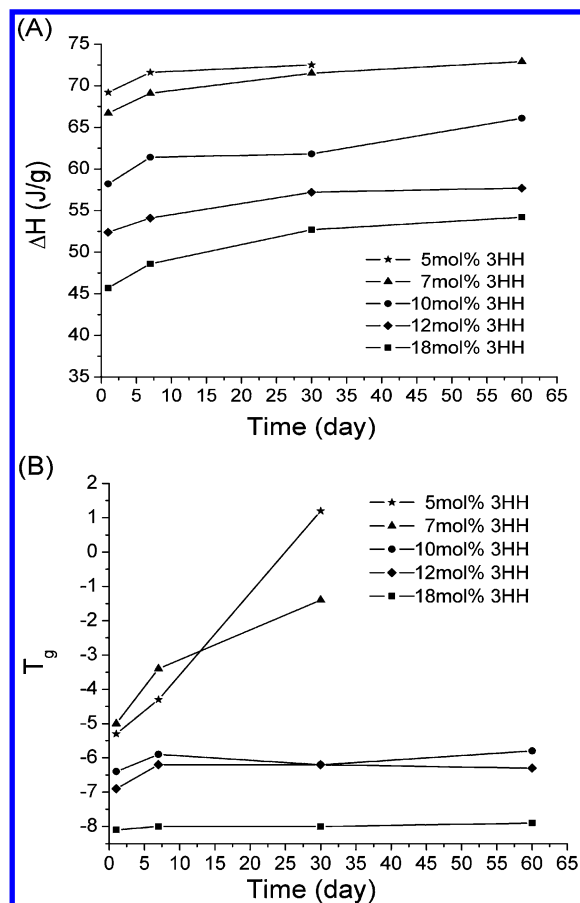 (A)
75
70
65
60
55
50
45
40
35
ΔH (J/g)
5mol% 3HH
7mol% 3HH
10mol% 3HH
12mol% 3HH
18mol% 3HH
0 5 10 15 20 25 30 35 40 45 50 55 60 65
Time (day)
(B)
2
1
0
-1
-2
-3
-4
-5
-6
-7
-8
Tg
5mol% 3HH
7mol% 3HH
10mol% 3HH
12mol% 3HH
18mol% 3HH
0 5 10 15 20 25 30 35 40 45 50 55 60 65
Time (day)